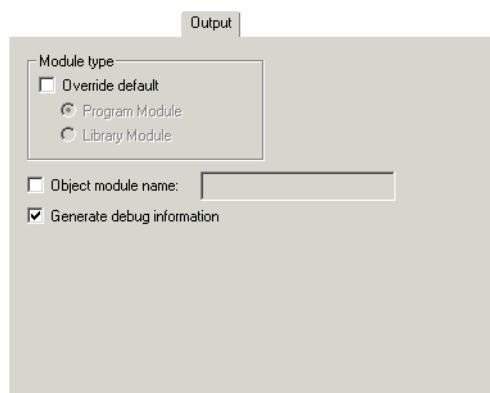 Output
Module type
Override default
Program Module
Library Module
Object module name:
Generate debug information